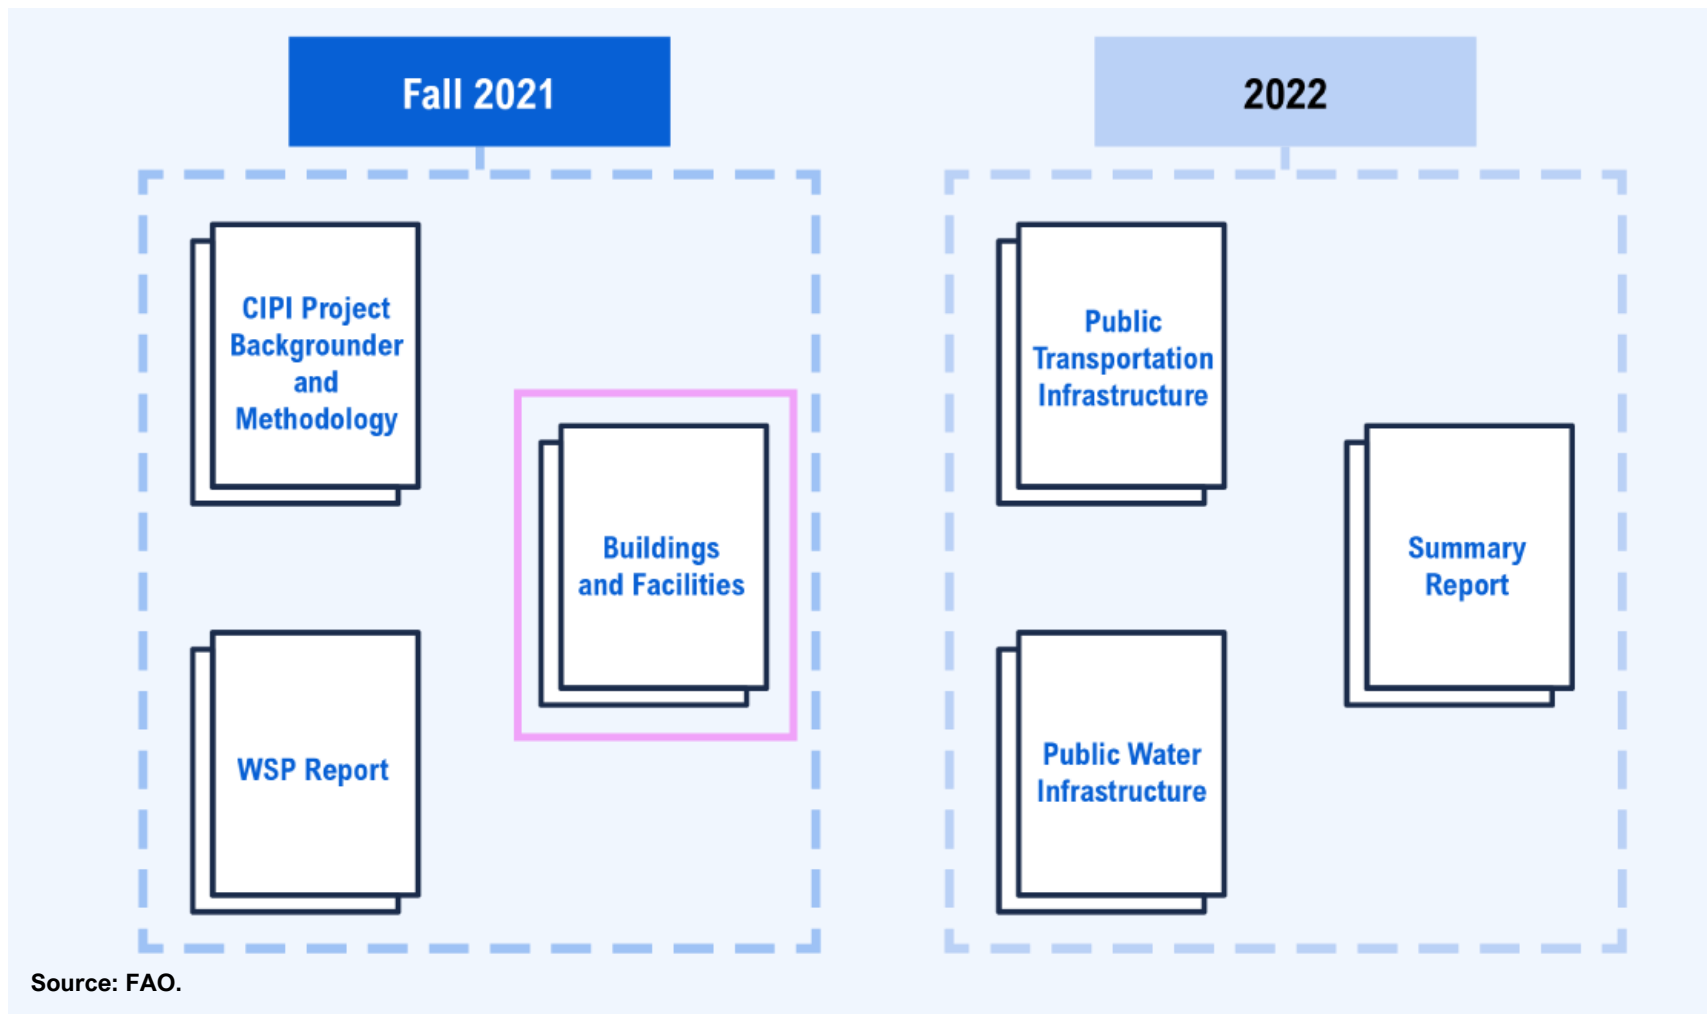 Fall 2021
CIPI Project
Backgrounder
and
Methodology
Buildings
and Facilities
WSP Report
2022
Public
Transportation
Infrastructure
Summary
Report
Public Water
Infrastructure
Source: FAO.